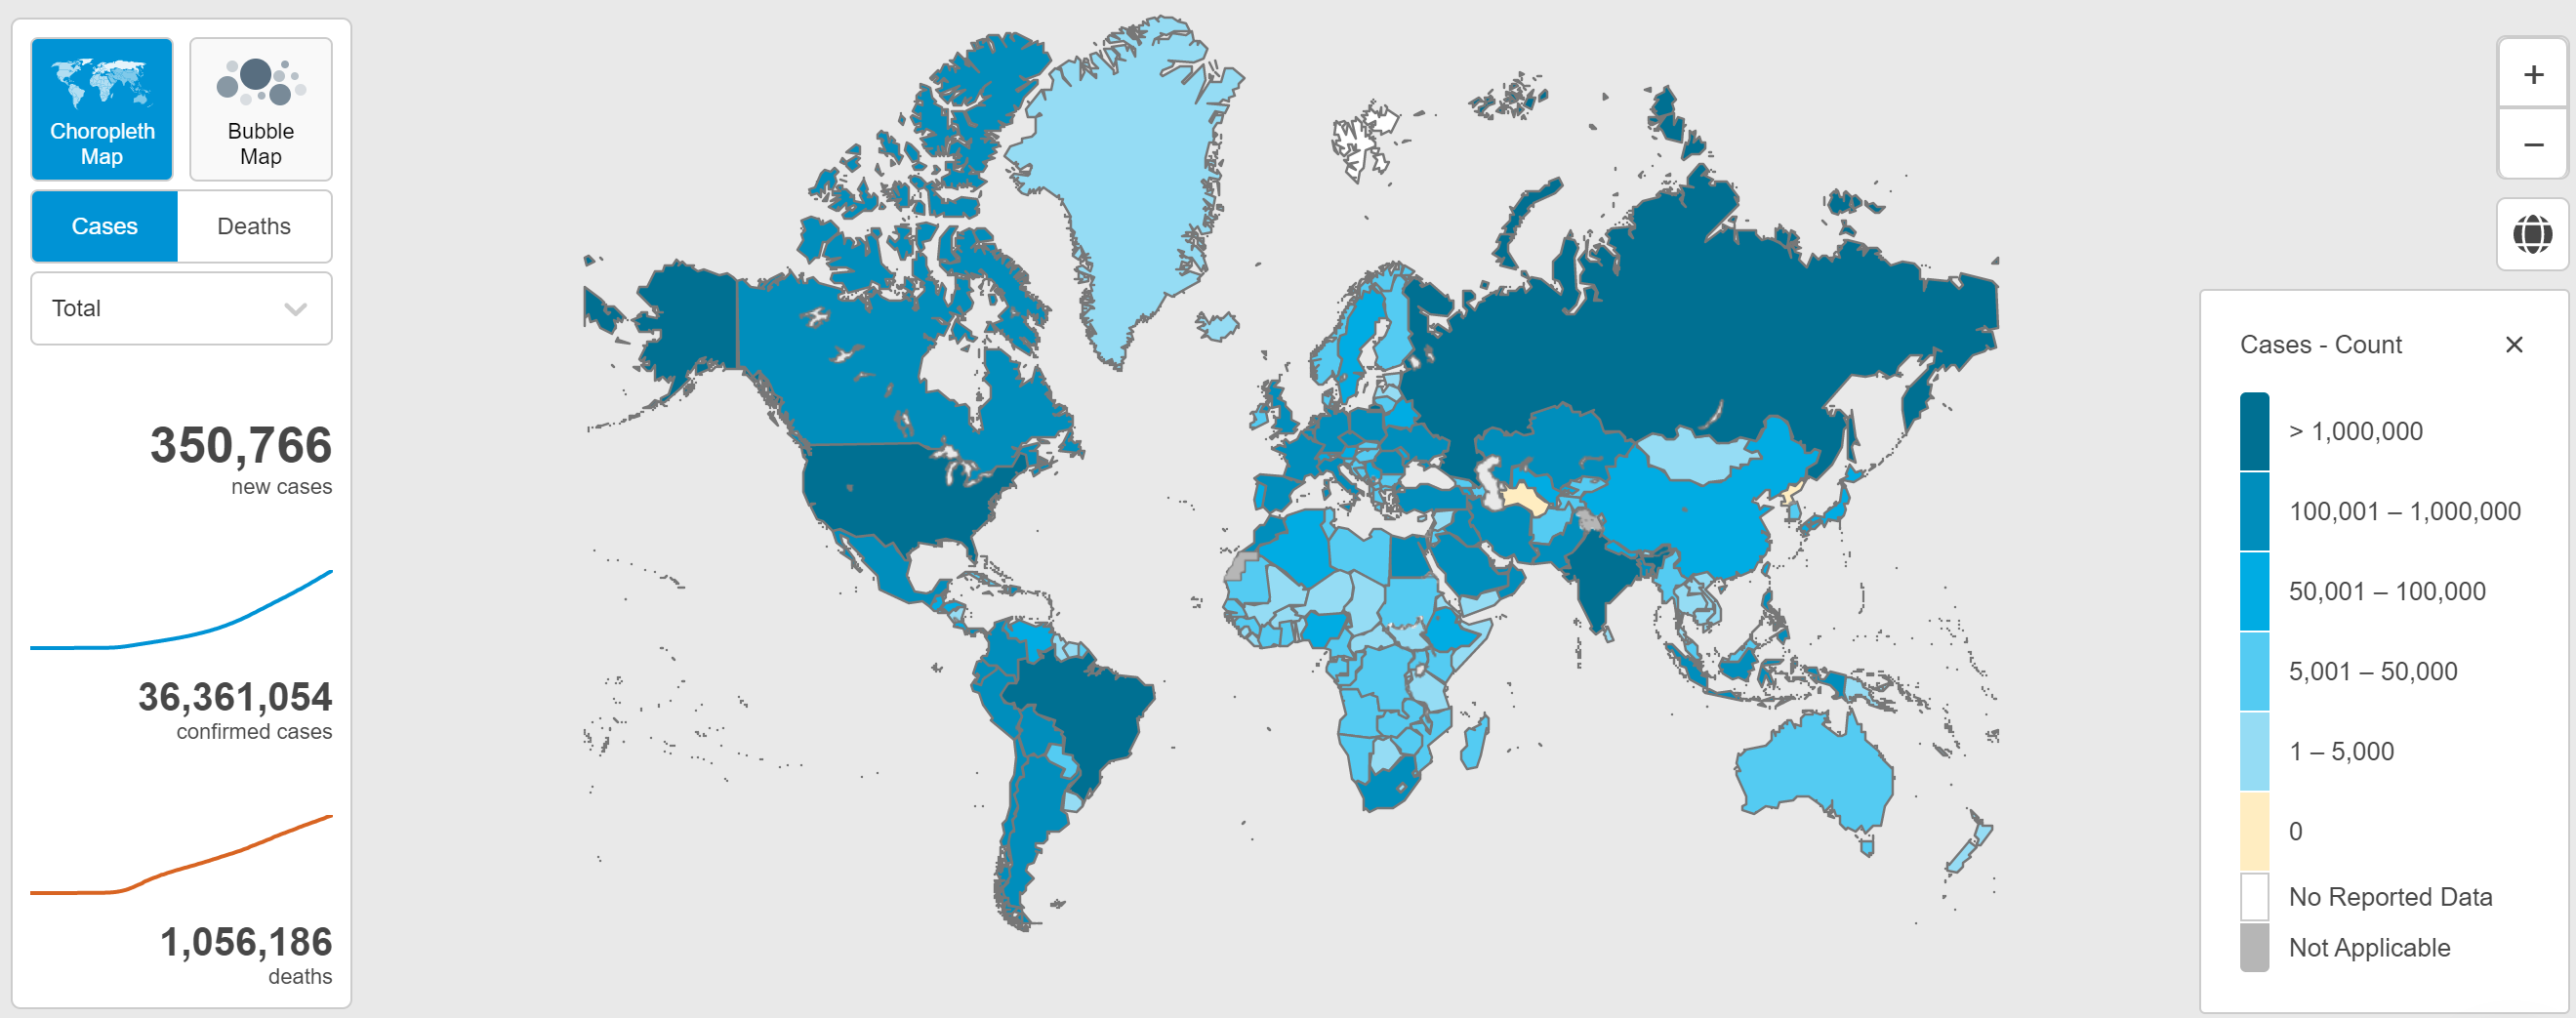 Choropleth
Map
Bubble
Map
Cases
Deaths
Total
350,766
new cases
36,361,054
confirmed cases
1,056,186
deaths
+
−
Cases - Count
> 1,000,000
100,001 – 1,000,000
50,001 – 100,000
5,001 – 50,000
1 – 5,000
0
No Reported Data
Not Applicable